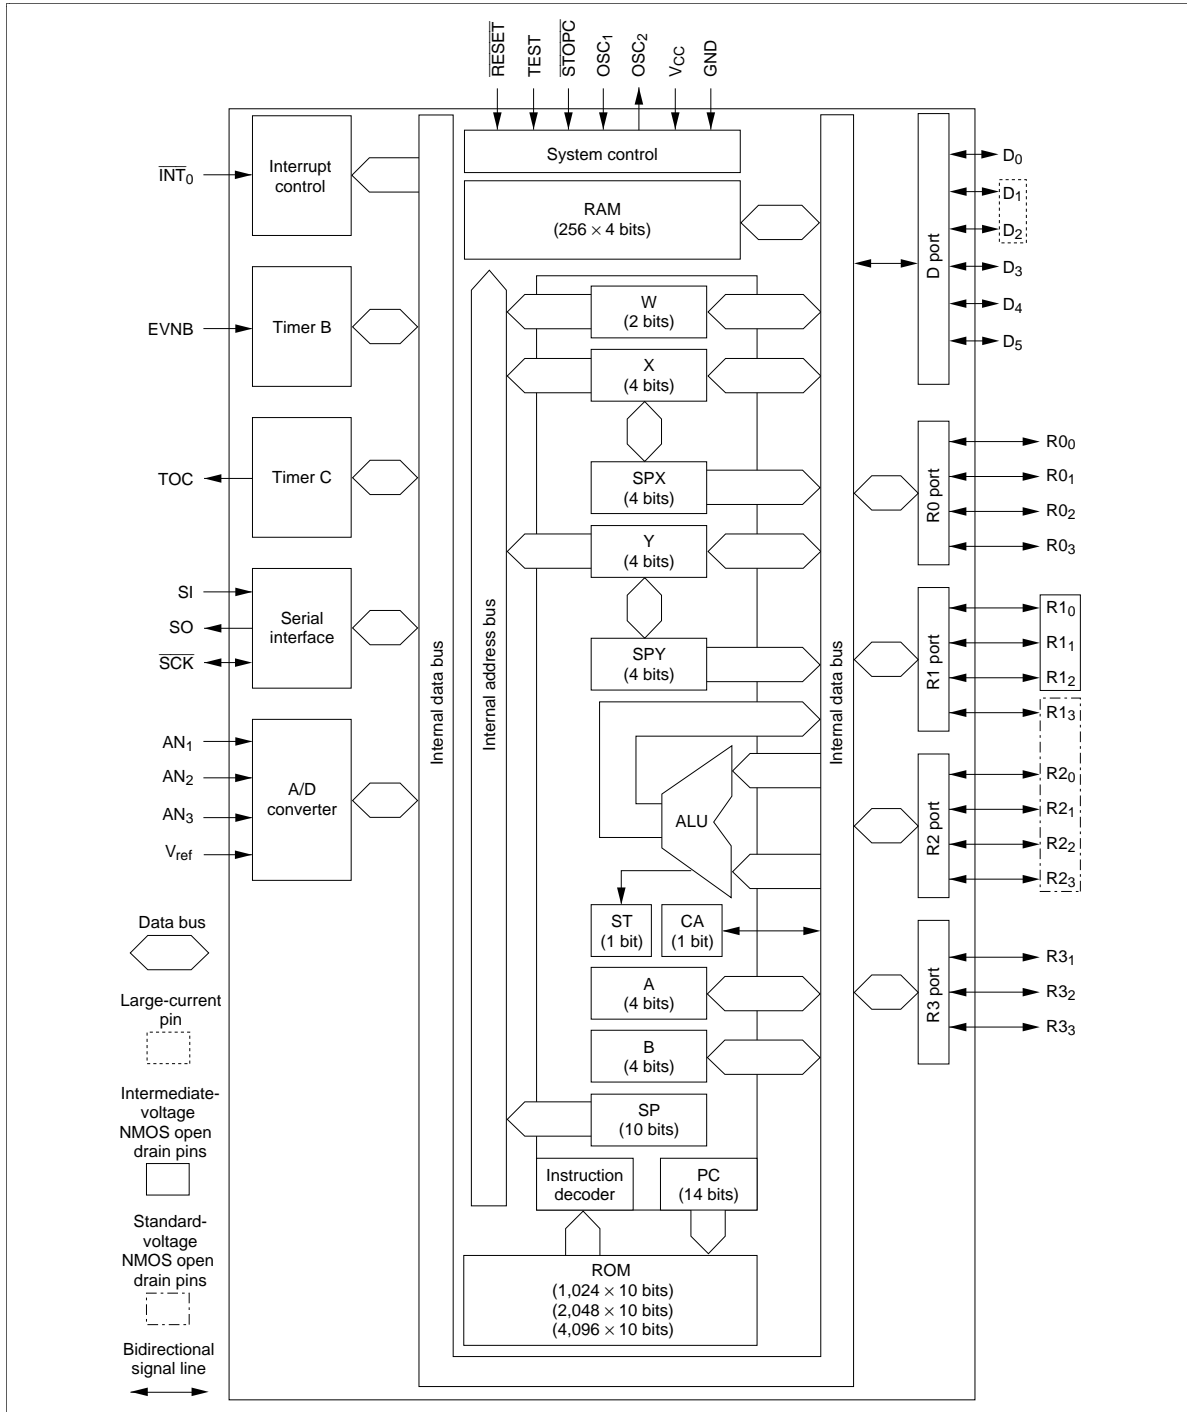 RESET
TEST
STOPC
OSC1
OSC2
VCC
GND
System control
INT0
Interrupt
control
RAM
(256 × 4 bits)
D port
D0
D1
D2
D3
D4
D5
EVNB
Timer B
W
(2 bits)
X
(4 bits)
TOC
Timer C
SPX
(4 bits)
R0 port
R00
R01
R02
R03
Y
(4 bits)
SI
SO
SCK
Serial
interface
Internal data bus
Internal address bus
SPY
(4 bits)
Internal data bus
R1 port
R10
R11
R12
R13
AN1
AN2
AN3
Vref
A/D
converter
ALU
R2 port
R20
R21
R22
R23
ST
(1 bit)
CA
(1 bit)
A
(4 bits)
R3 port
R31
R32
R33
B
(4 bits)
SP
(10 bits)
Instruction
decoder
PC
(14 bits)
ROM
(1,024 × 10 bits)
(2,048 × 10 bits)
(4,096 × 10 bits)
Data bus
Large-current
pin
Intermediate-
voltage
NMOS open
drain pins
Standard-
voltage
NMOS open
drain pins
Bidirectional
signal line